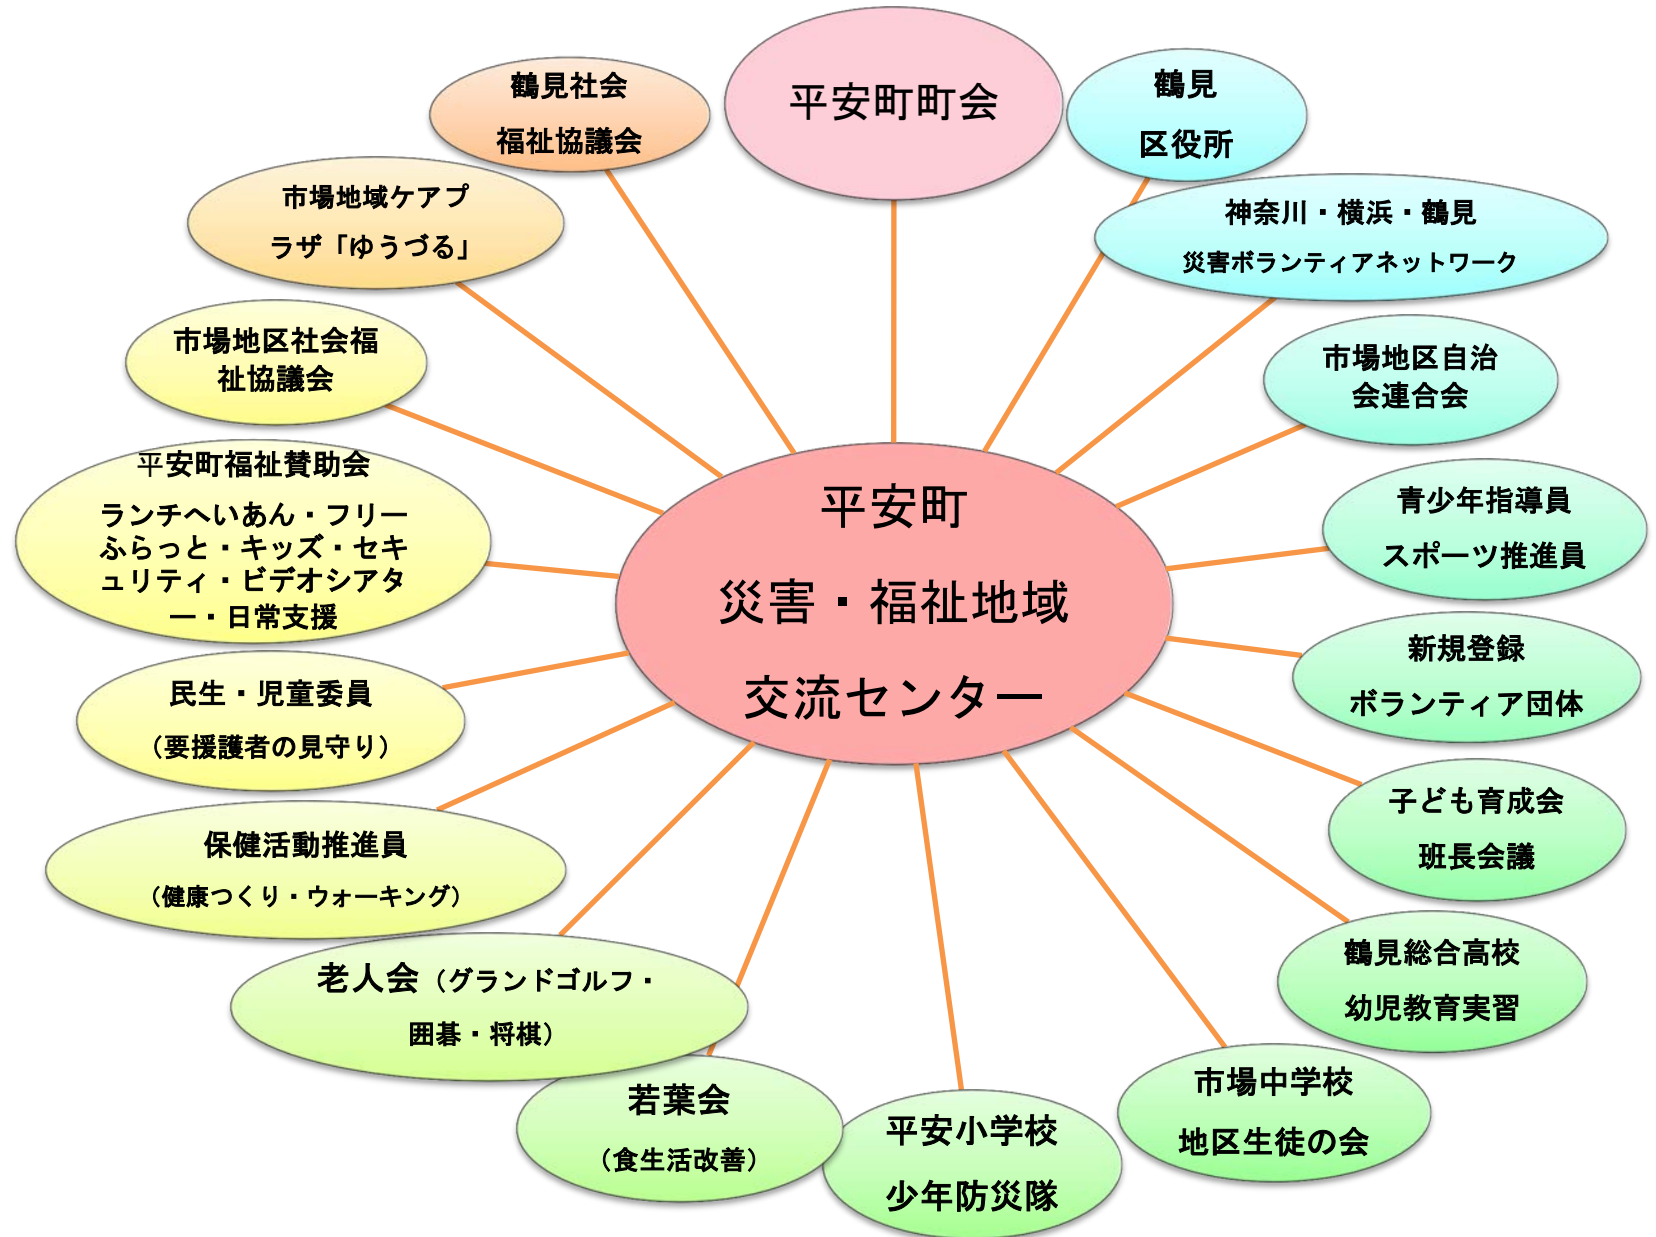 平安町町会
鶴見
区役所
神奈川・横浜・鶴見
災害ボランティアネットワーク
市場地区自治
会連合会
青少年指導員
スポーツ推進員
新規登録
ボランティア団体
子ども育成会
班長会議
鶴見総合高校
幼児教育実習
市場中学校
地区生徒の会
平安小学校
少年防災隊
若葉会
（食生活改善）
老人会（グランドゴルフ・
囲碁・将棋）
保健活動推進員
（健康つくり・ウォーキング）
民生・児童委員
（要援護者の見守り）
平安町福祉賛助会
ランチへいあん・フリー
ふらっと・キッズ・セキ
ュリティ・ビデオシアタ
ー・日常支援
市場地区社会福
祉協議会
市場地域ケアプ
ラザ「ゆうづる」
鶴見社会
福祉協議会
平安町
災害・福祉地域
交流センター